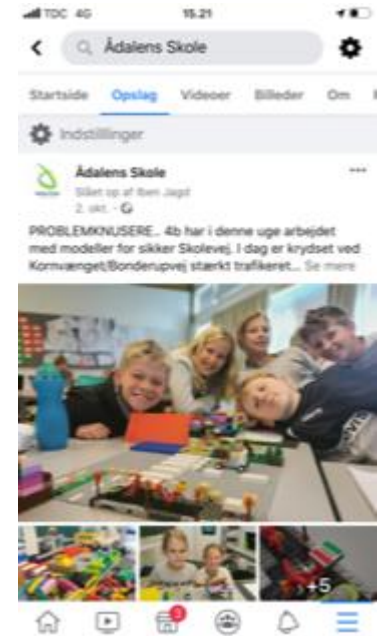 TDC 4G 15.21
Ådalens Skole
Startside Opslag Videoer Billeder Om
Indstillinger
Ådalens Skole
Slået op af Iben Jagd
2. okt.
PROBLEMKNUSERE.. 4b har i denne uge arbejdet
med modeller for sikker Skolevej. I dag er krydset ved
Kornvænget/Bonderupvej stærkt trafikeret... Se mere
+5
3